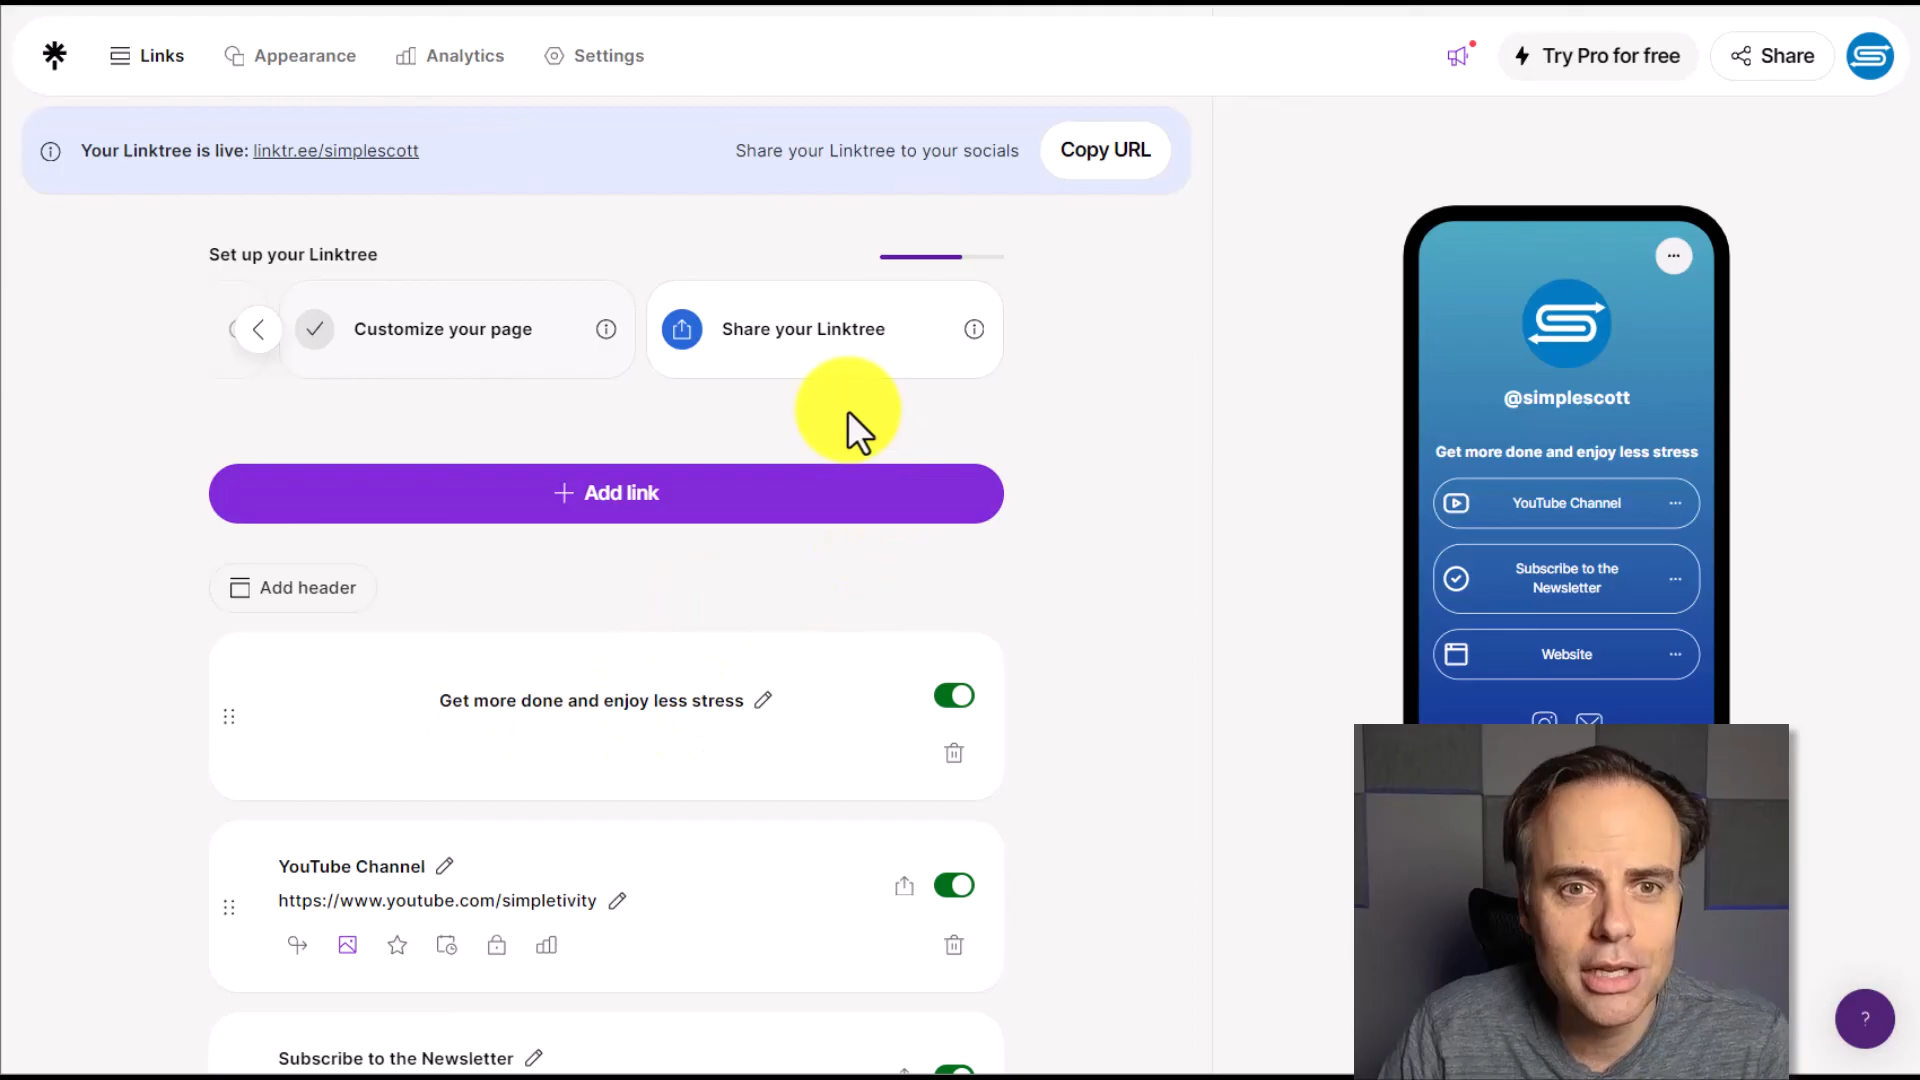 Links
Appearance
Analytics
Settings
Try Pro for free
Share
Your Linktree is live: linktr.ee/simplescott
Share your Linktree to your socials
Copy URL
Set up your Linktree
Customize your page
Share your Linktree
+ Add link
Add header
Get more done and enjoy less stress
YouTube Channel
https://www.youtube.com/simpletivity
Subscribe to the Newsletter
@simplescott
Get more done and enjoy less stress
YouTube Channel
Subscribe to the
Newsletter
Website
?